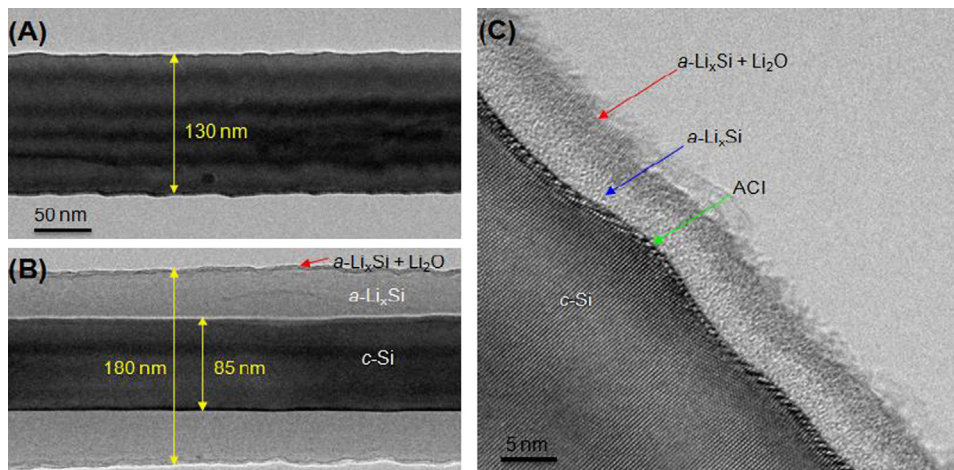 (A)
130 nm
50 nm
(B)
a-LiₓSi + Li₂O
a-LiₓSi
c-Si
180 nm
85 nm
(C)
a-LiₓSi + Li₂O
a-LiₓSi
ACI
c-Si
5 nm